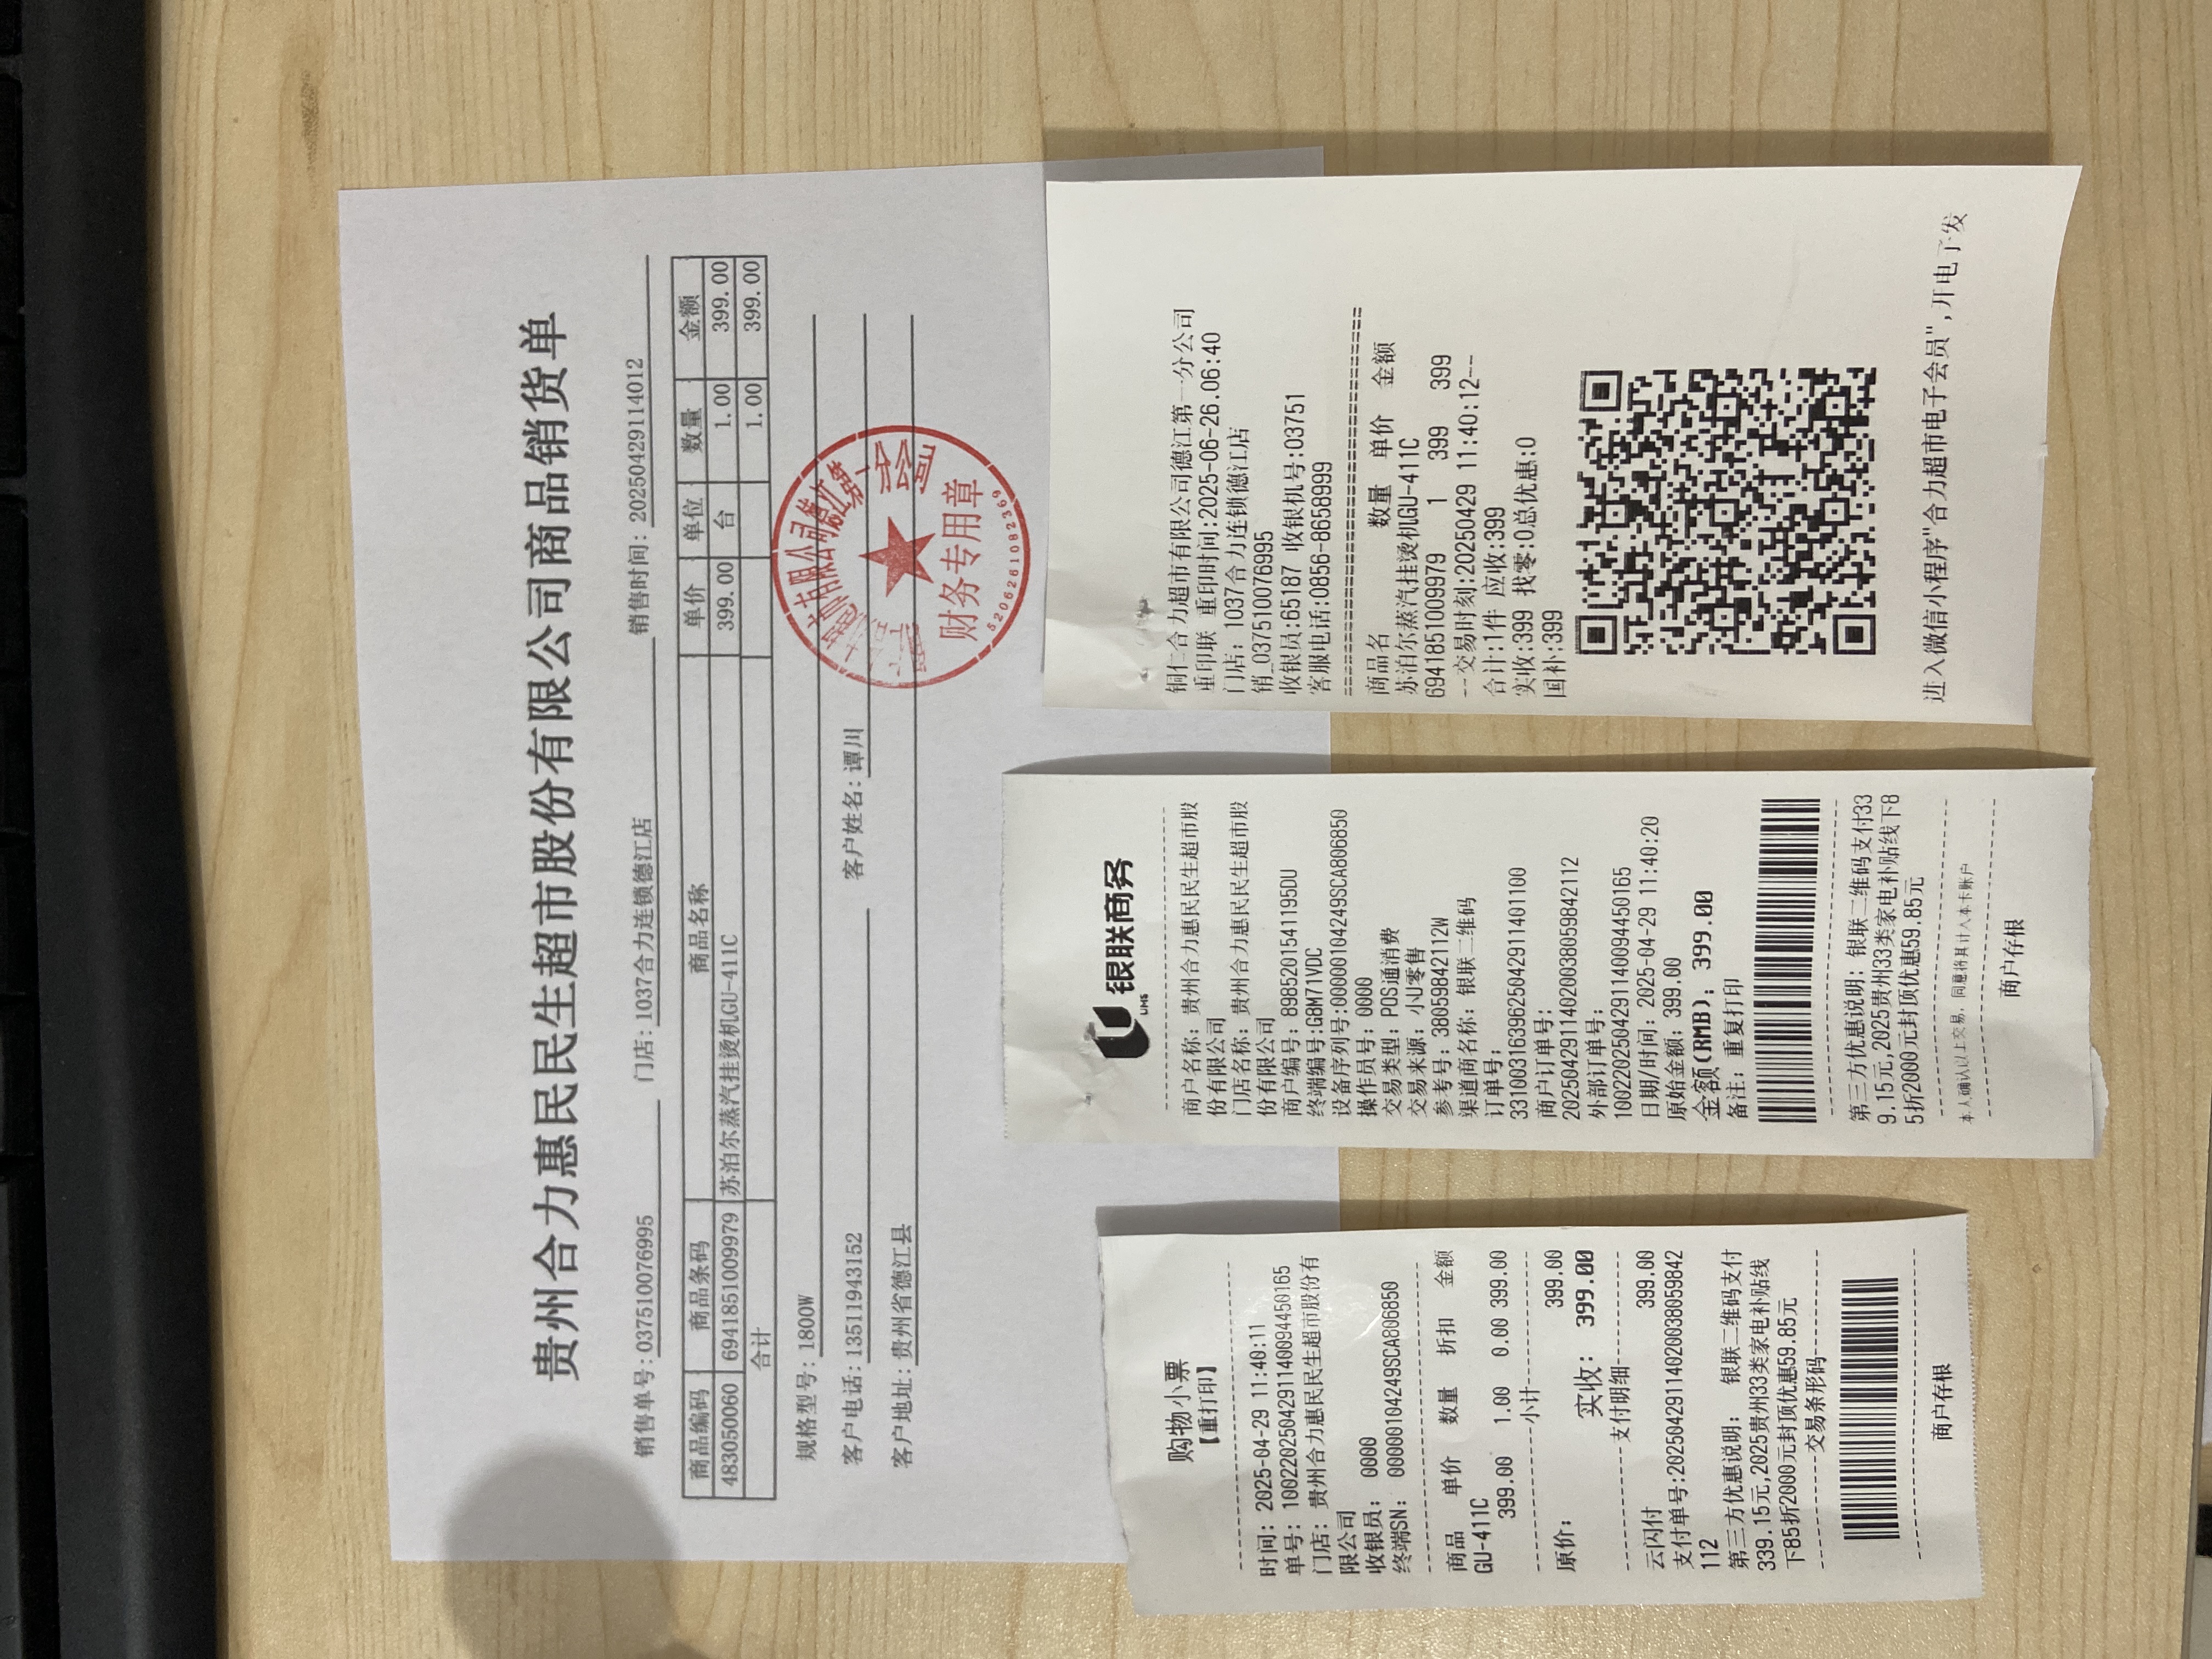 贵州合力惠民民生超市股份有限公司商品销货单
销售单号: 037510076995 门店: 1037合力连锁德江店 销售时间: 20250429114012
商品编码 商品条码 商品名称 单价 单位 数量 金额
483050060 6941851009979 苏泊尔蒸汽挂烫机GU-411C 399.00 台 1.00 399.00
合计 1.00 399.00
规格型号: 1800W
客户电话: 13511943152 客户姓名: 谭川
客户地址: 贵州省德江县
财务专用章
5206261082369
购物小票
【重打印】
时间: 2025-04-29 11:40:11
单号: 10022025042911400944501​65
门店: 贵州合力惠民民生超市股份有
限公司
收银员: 0000
终端SN: 00000104249SCA806850
商品 单价 数量 折扣 金额
GU-411C
399.00 1.00 0.00 399.00
小计
原价: 399.00
实收: 399.00
支付明细
云闪付 399.00
支付单号:20250429114020038059842
112
第三方优惠说明: 银联二维码支付
339.15元,2025贵州33类家电补贴线
下85折2000元封顶优惠59.85元
交易条形码
商户存根
银联商务
UMS
商户名称: 贵州合力惠民民生超市股
份有限公司
门店名称: 贵州合力惠民民生超市股
份有限公司
商户编号: 89852015411195DU
终端编号:G8M71VDC
设备序列号:00000104249SCA806850
操作员号: 0000
交易类型: POS通消费
交易来源: 小U零售
参考号: 38059842112W
渠道商名称: 银联二维码
订单号:
33100316396250429114011​00
商户订单号:
20250429114020038059842112
外部订单号:
10022025042911400944501​65
日期/时间: 2025-04-29 11:40:20
原始金额: 399.00
金额(RMB): 399.00
备注: 重复打印
第三方优惠说明: 银联二维码支付33
9.15元,2025贵州33类家电补贴线下8
5折2000元封顶优惠59.85元
本人确认以上交易, 同意将其计入本卡账户
商户存根
铜仁合力超市有限公司德江第一分公司
重印联 重印时间:2025-06-26.06:40
门店: 1037合力连锁德江店
销_037510076995
收银员:65187 收银机号:03751
客服电话:0856-8658999
商品名 数量 单价 金额
苏泊尔蒸汽挂烫机GU-411C
6941851009979 1 399 399
--交易时刻:20250429 11:40:12---
合计:1件 应收:399
实收:399 找零:0总优惠:0
国补:399
进入微信小程序"合力超市电子会员",开电子发